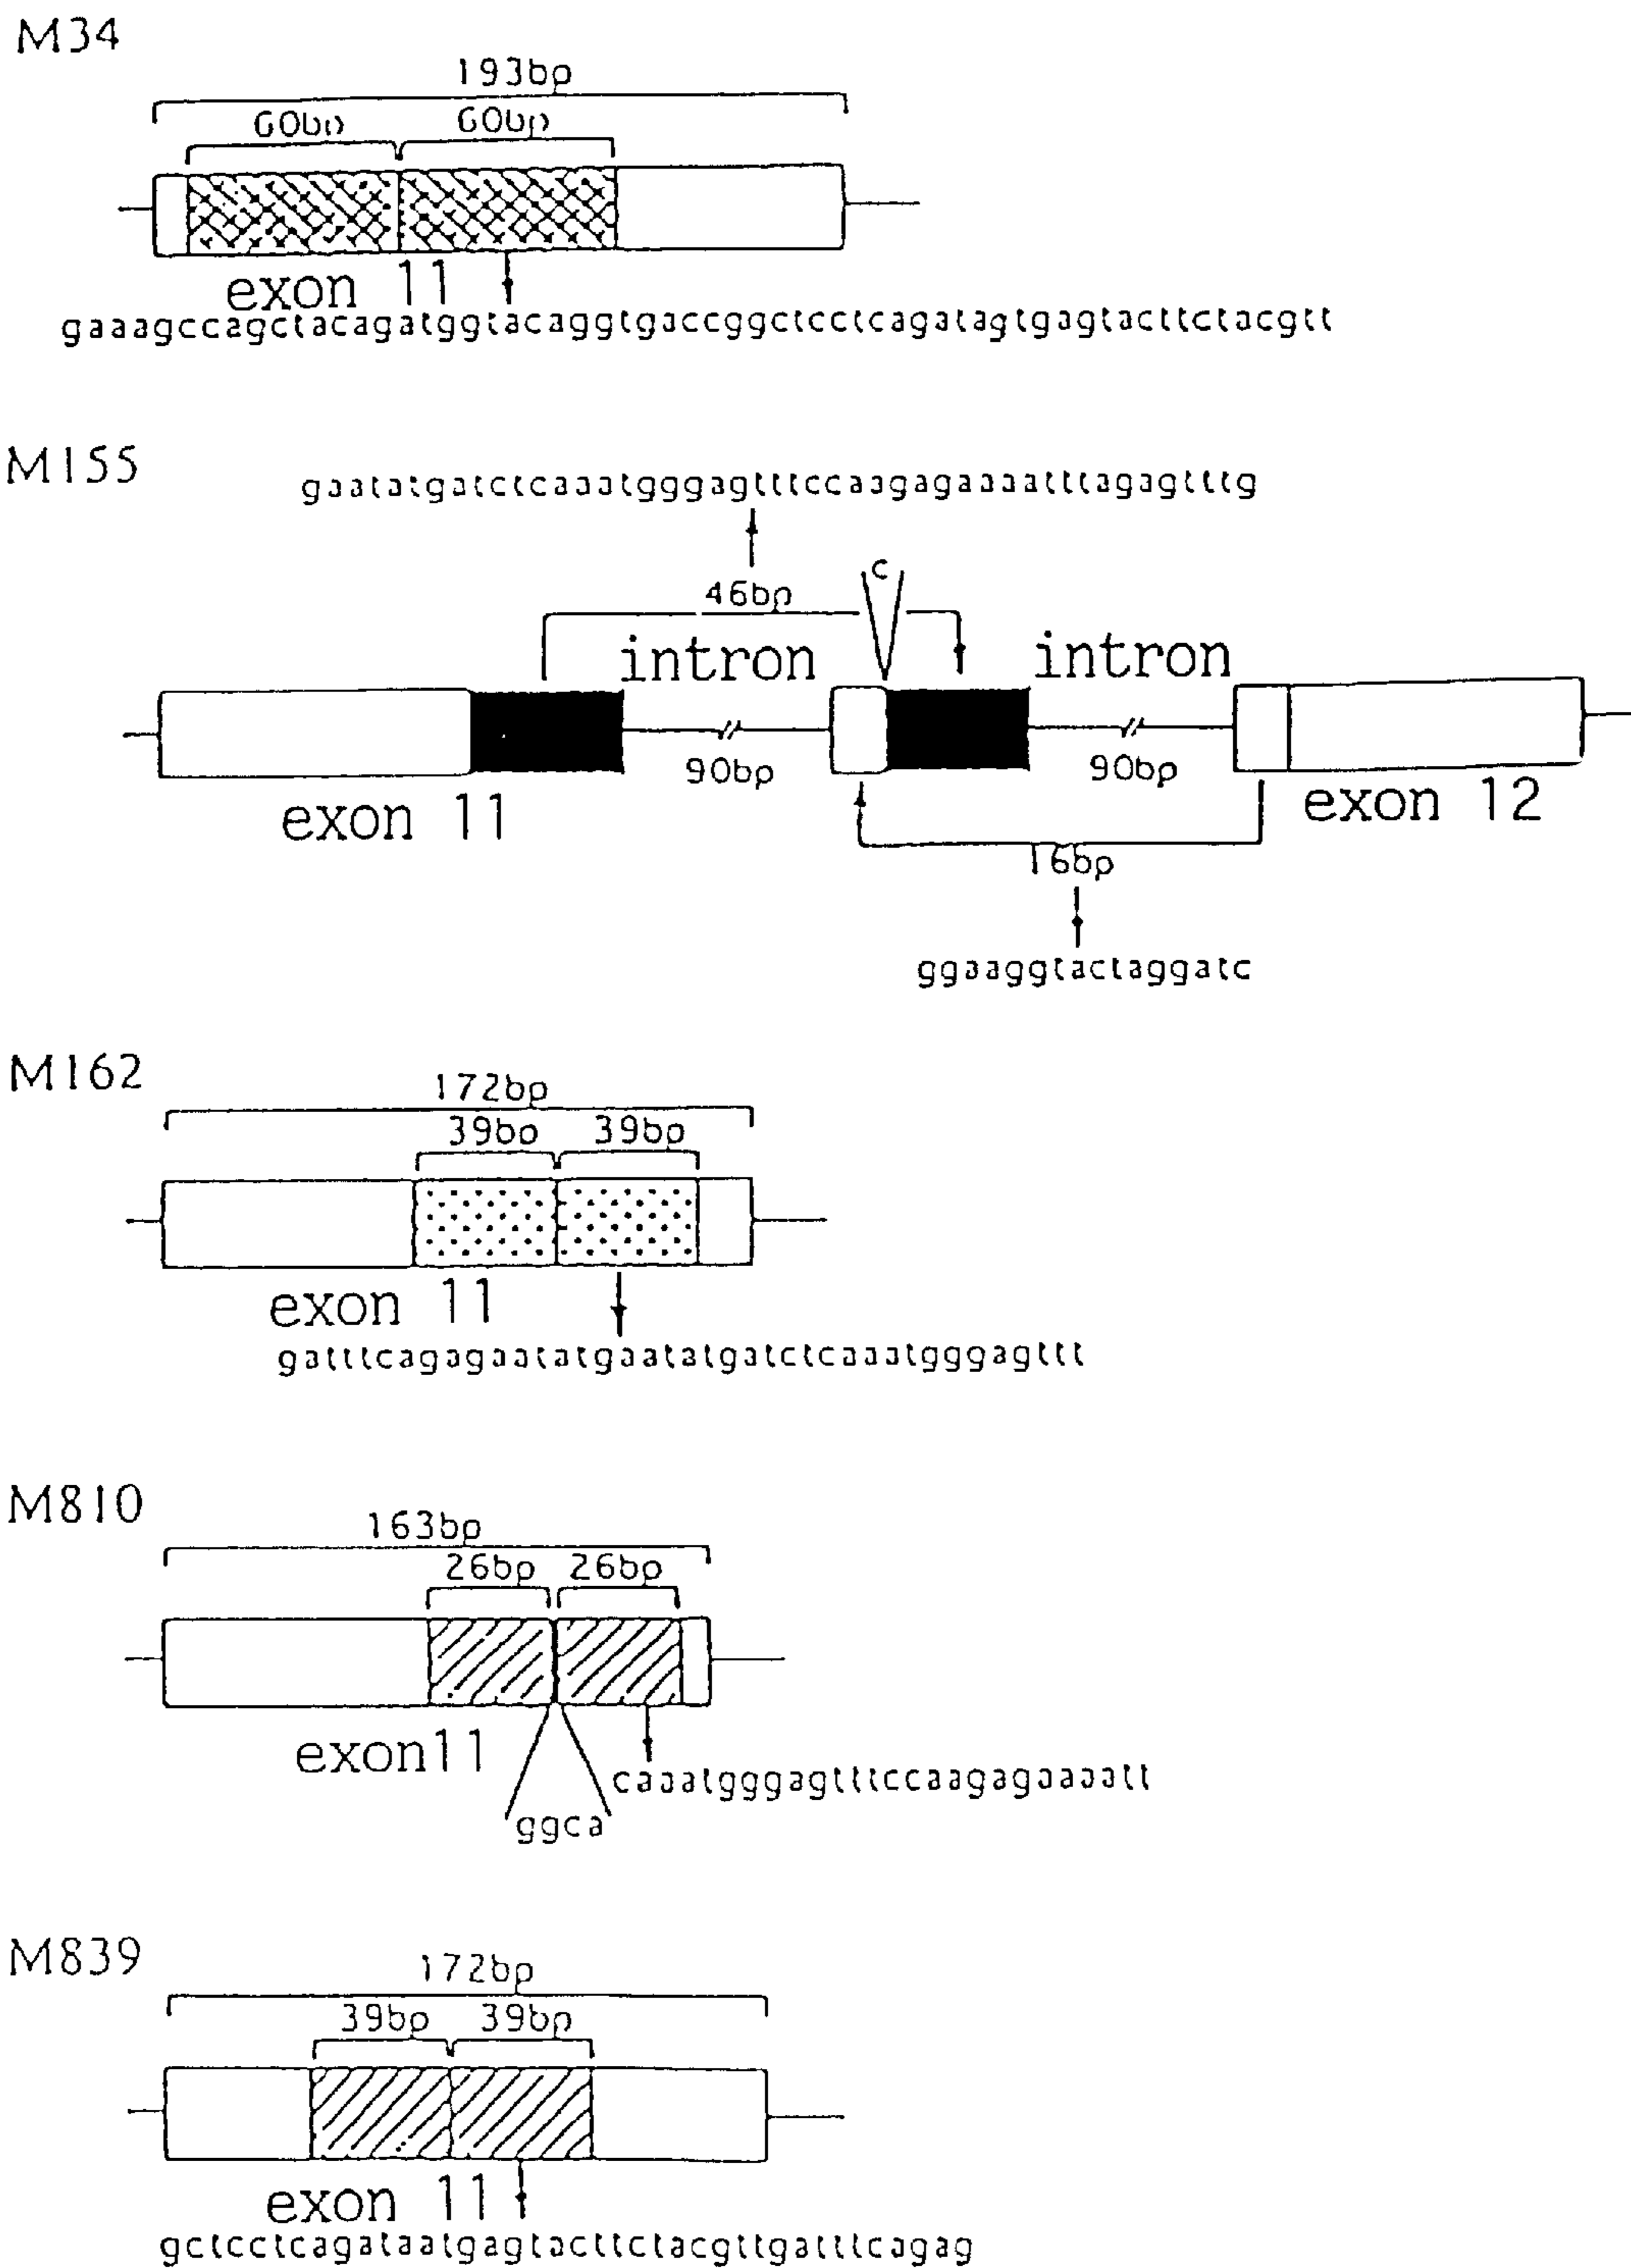 M34
193bp
60bp 60bp
exon 11
gaaagccagctacagatggtacaggtgaccggctcctcagatagtgagtacttctacgtt
M155
gaatatgatctcaaatgggagtttccaagagaaaatttagagtttg
c
46bp
intron intron
90bp 90bp
exon 11 exon 12
16bp
ggaaggtactaggatc
M162
172bp
39bp 39bp
exon 11
gatttcagagaatatgaatatgatctcaaatgggagttt
M810
163bp
26bp 26bp
exon11
caaatgggagtttccaagagaaaatt
ggca
M839
172bp
39bp 39bp
exon 11
gctcctcagataatgagtacttctacgttgatttcagag